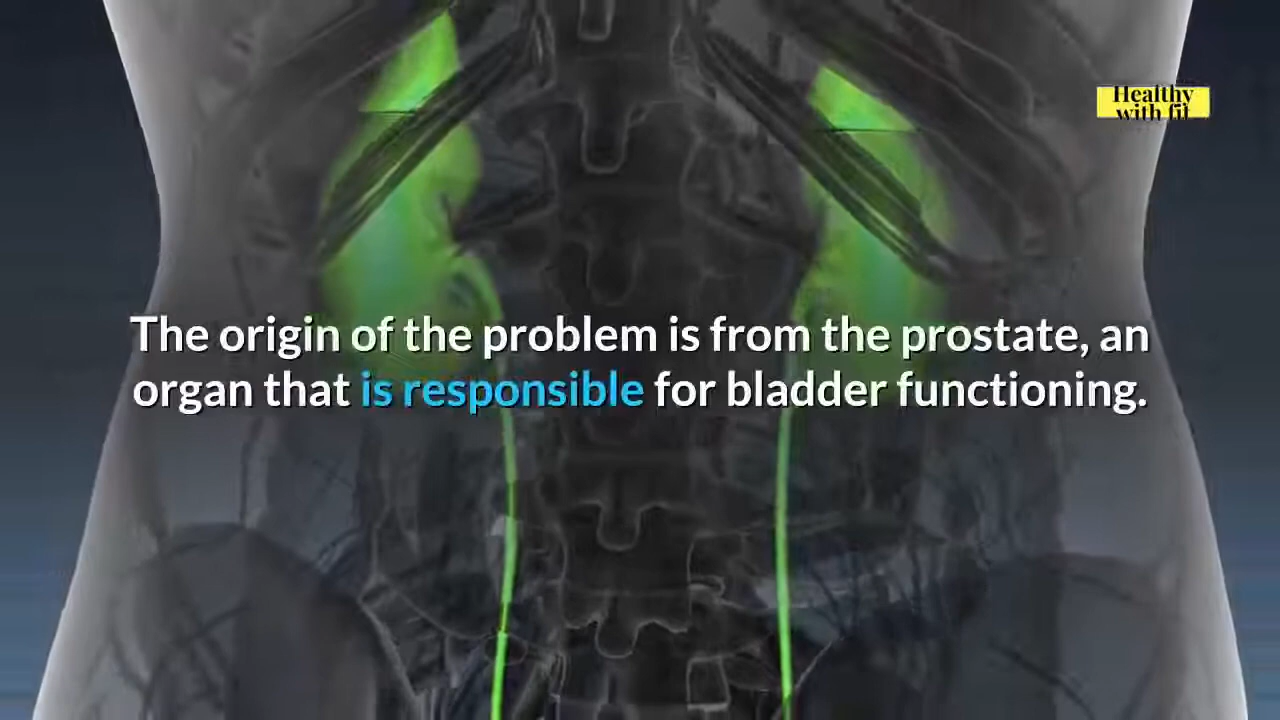 Healthy
with fit
The origin of the problem is from the prostate, an
organ that is responsible for bladder functioning.